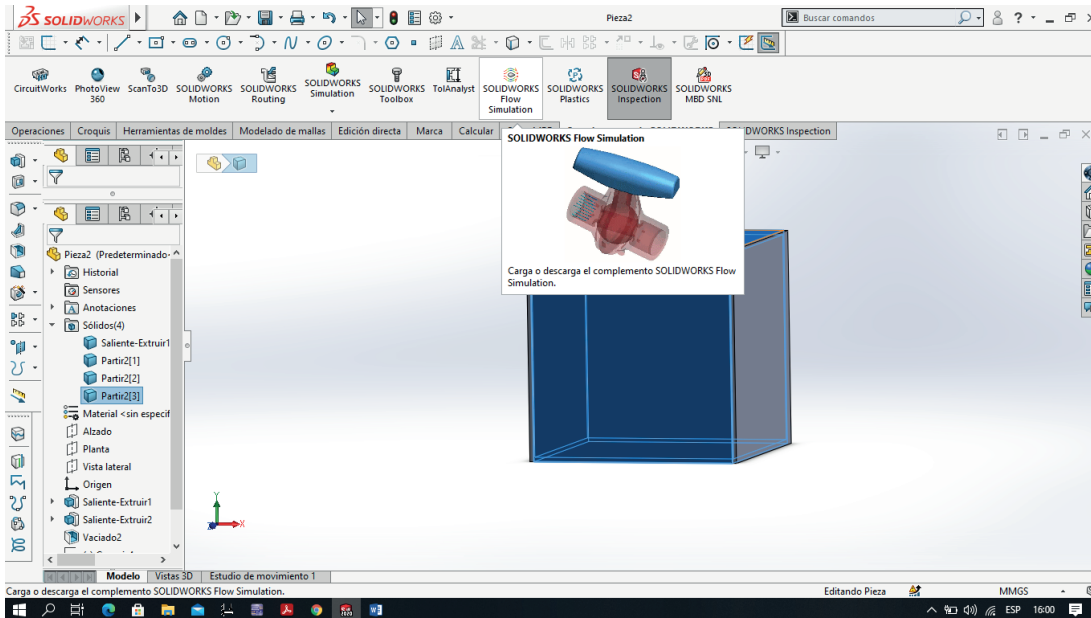 SOLIDWORKS
Pieza2
Buscar comandos
CircuitWorks
PhotoView
360
ScanTo3D
SOLIDWORKS
Motion
SOLIDWORKS
Routing
SOLIDWORKS
Simulation
SOLIDWORKS
Toolbox
TolAnalyst
SOLIDWORKS
Flow
Simulation
SOLIDWORKS
Plastics
SOLIDWORKS
Inspection
SOLIDWORKS
MBD SNL
Operaciones Croquis Herramientas de moldes Modelado de mallas Edición directa Marca Calcular
DWORKS Inspection
SOLIDWORKS Flow Simulation
Carga o descarga el complemento SOLIDWORKS Flow
Simulation.
Pieza2 (Predeterminado-
Historial
Sensores
Anotaciones
Sólidos(4)
Saliente-Extruir1
Partir2[1]
Partir2[2]
Partir2[3]
Material <sin especif
Alzado
Planta
Vista lateral
Origen
Saliente-Extruir1
Saliente-Extruir2
Vaciado2
Y
X
Modelo Vistas 3D Estudio de movimiento 1
Carga o descarga el complemento SOLIDWORKS Flow Simulation.
Editando Pieza
MMGS
ESP 16:00